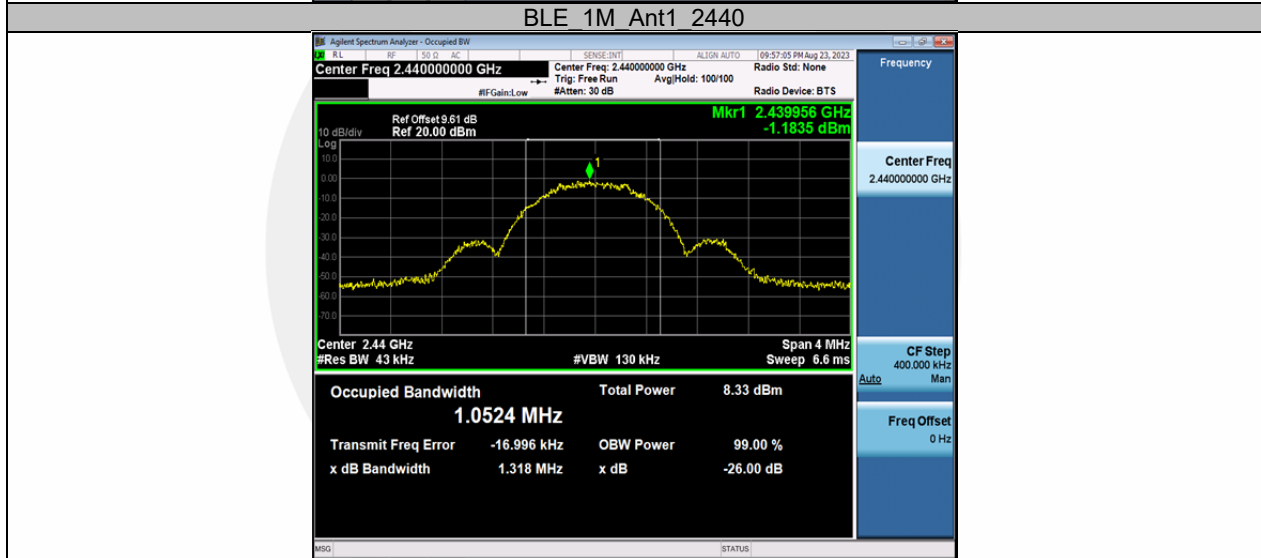 BLE_1M_Ant1_2440
Agilent Spectrum Analyzer - Occupied BW
RL RF 50 Ω AC SENSE:INT ALIGN AUTO 09:57:05 PM Aug 23, 2023
Center Freq 2.440000000 GHz Center Freq: 2.440000000 GHz Radio Std: None
Trig: Free Run Avg|Hold: 100/100
#IFGain:Low #Atten: 30 dB Radio Device: BTS
Frequency
Mkr1 2.439956 GHz
Ref Offset 9.61 dB
10 dB/div Ref 20.00 dBm -1.1835 dBm
Log
10.0
1
0.00
-10.0
-20.0
-30.0
-40.0
-50.0
-60.0
-70.0
Center 2.44 GHz Span 4 MHz
#Res BW 43 kHz #VBW 130 kHz Sweep 6.6 ms
Center Freq
2.440000000 GHz
CF Step
400.000 kHz
Auto Man
Freq Offset
0 Hz
Occupied Bandwidth Total Power 8.33 dBm
1.0524 MHz
Transmit Freq Error -16.996 kHz OBW Power 99.00 %
x dB Bandwidth 1.318 MHz x dB -26.00 dB
MSG STATUS